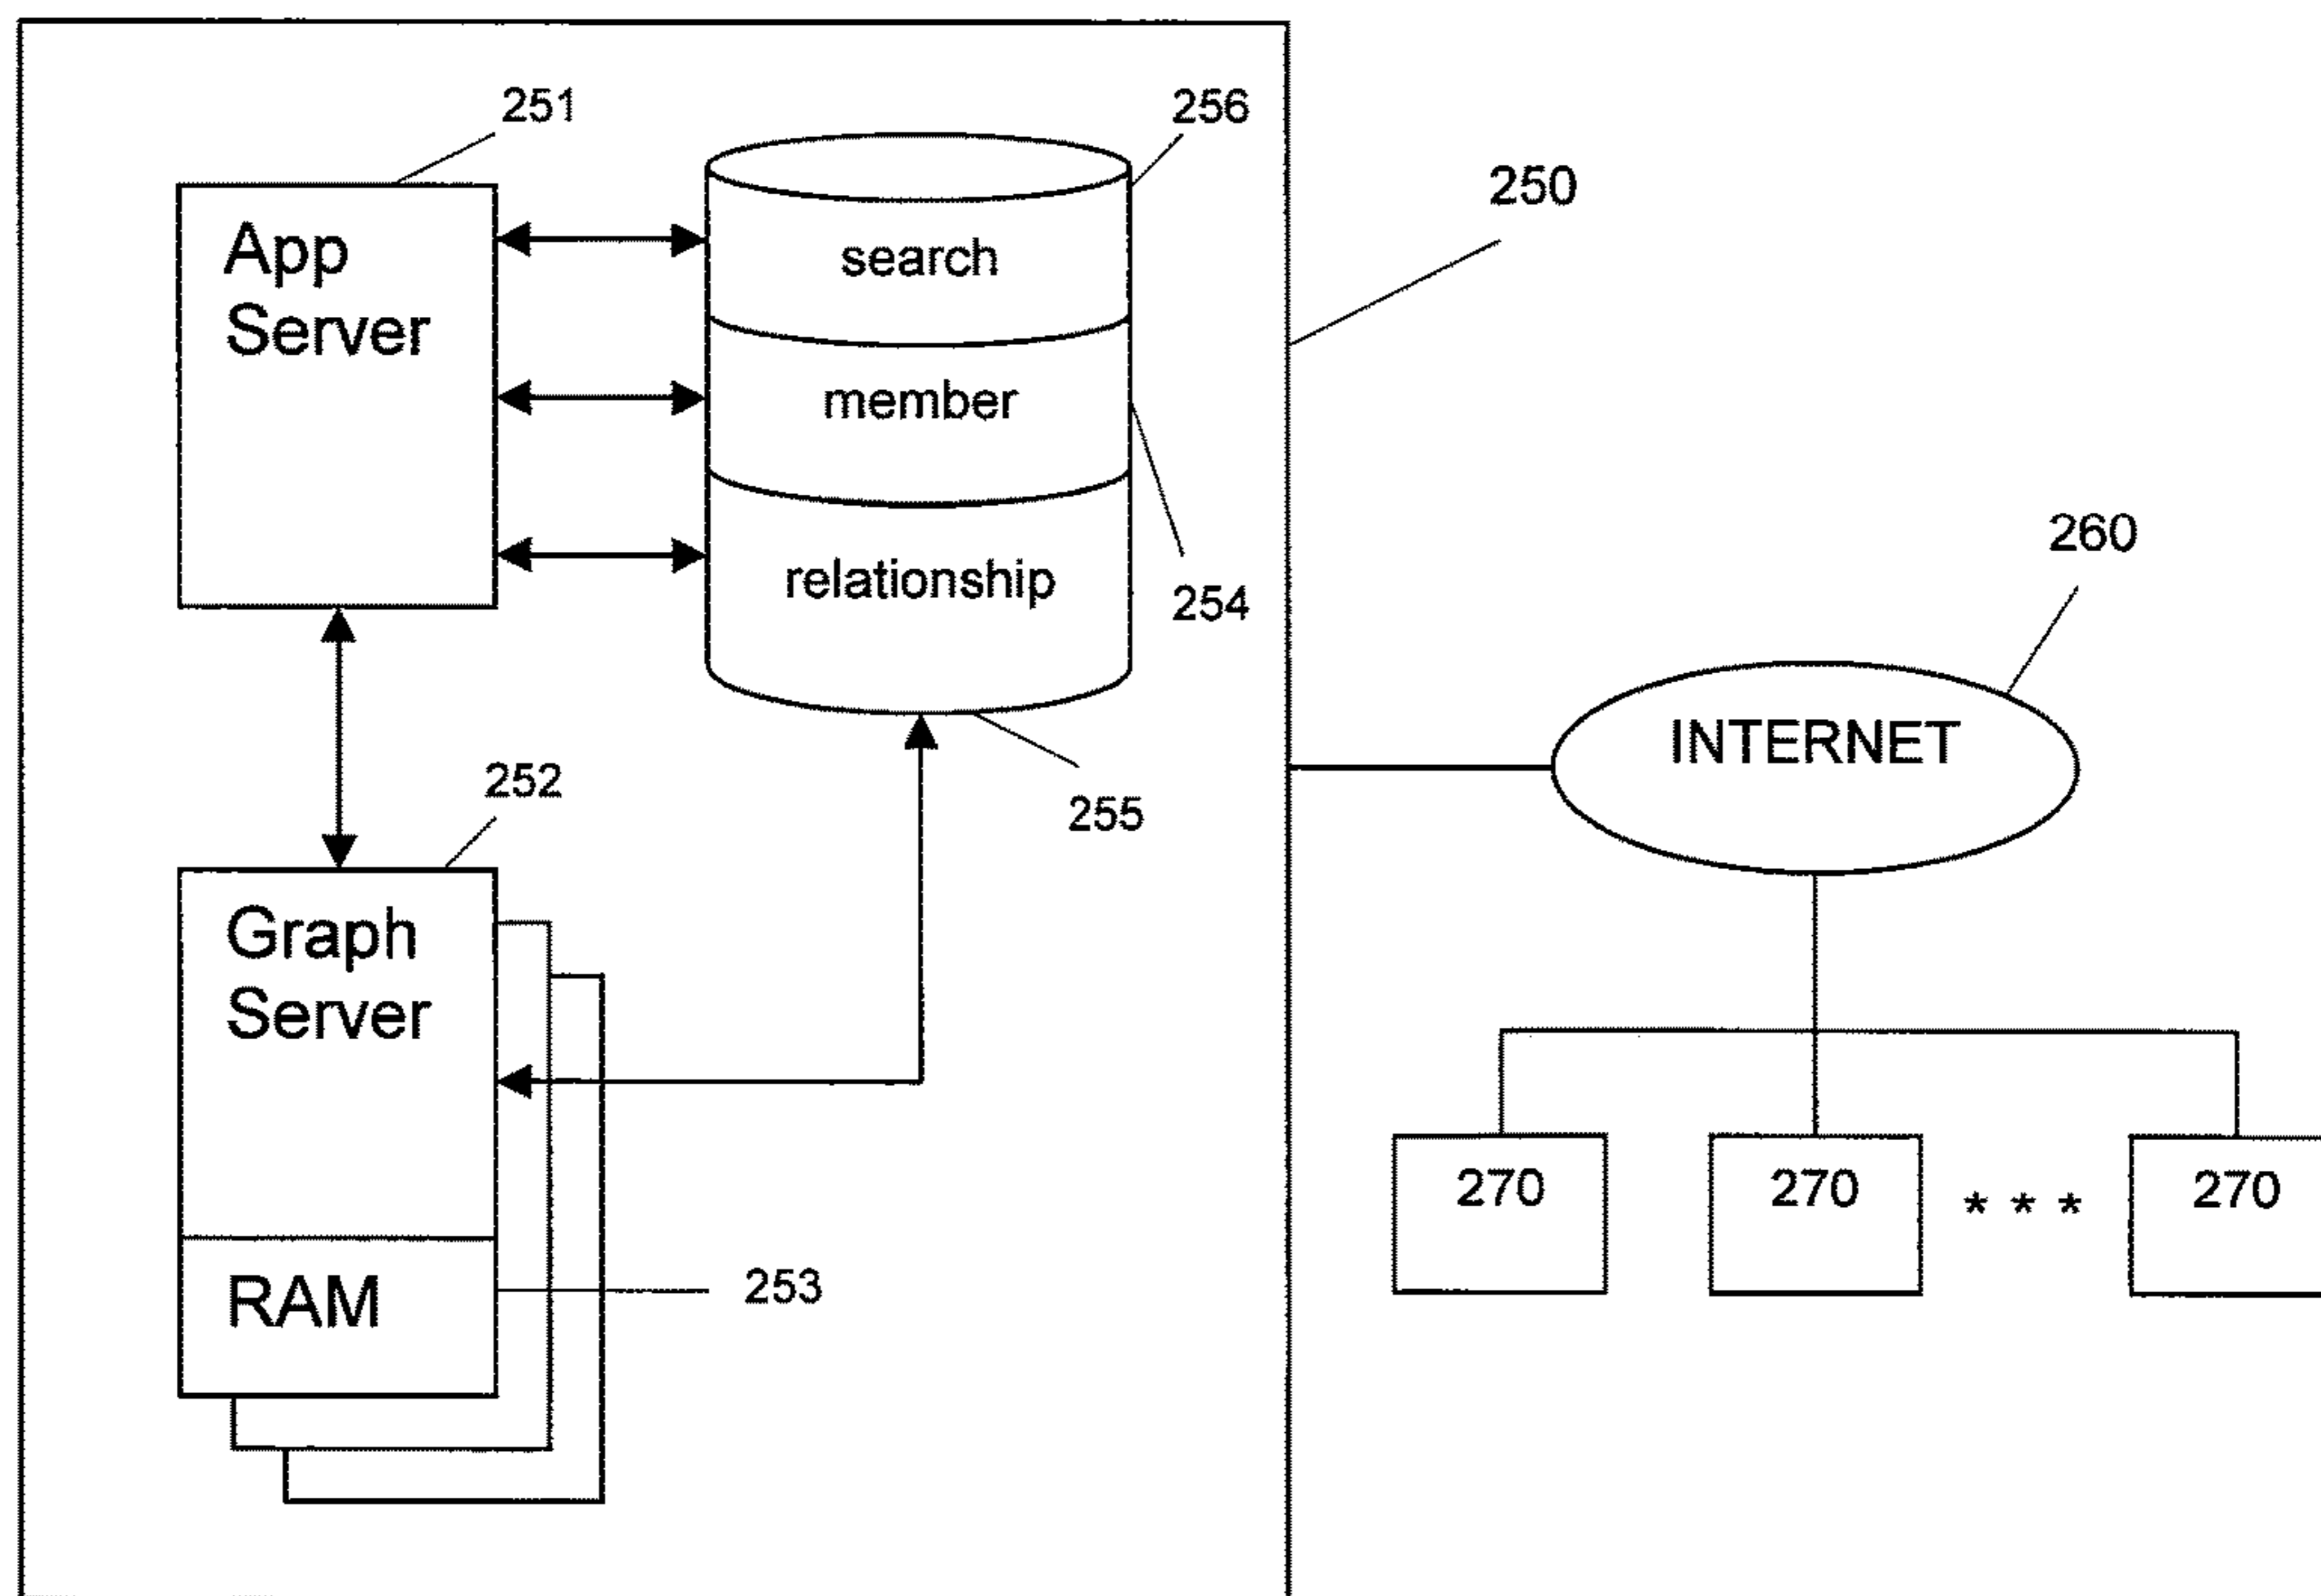 251
256
App
Server
search
250
member
254
relationship
260
INTERNET
252
255
Graph
Server
270
270
* * *
270
RAM
253